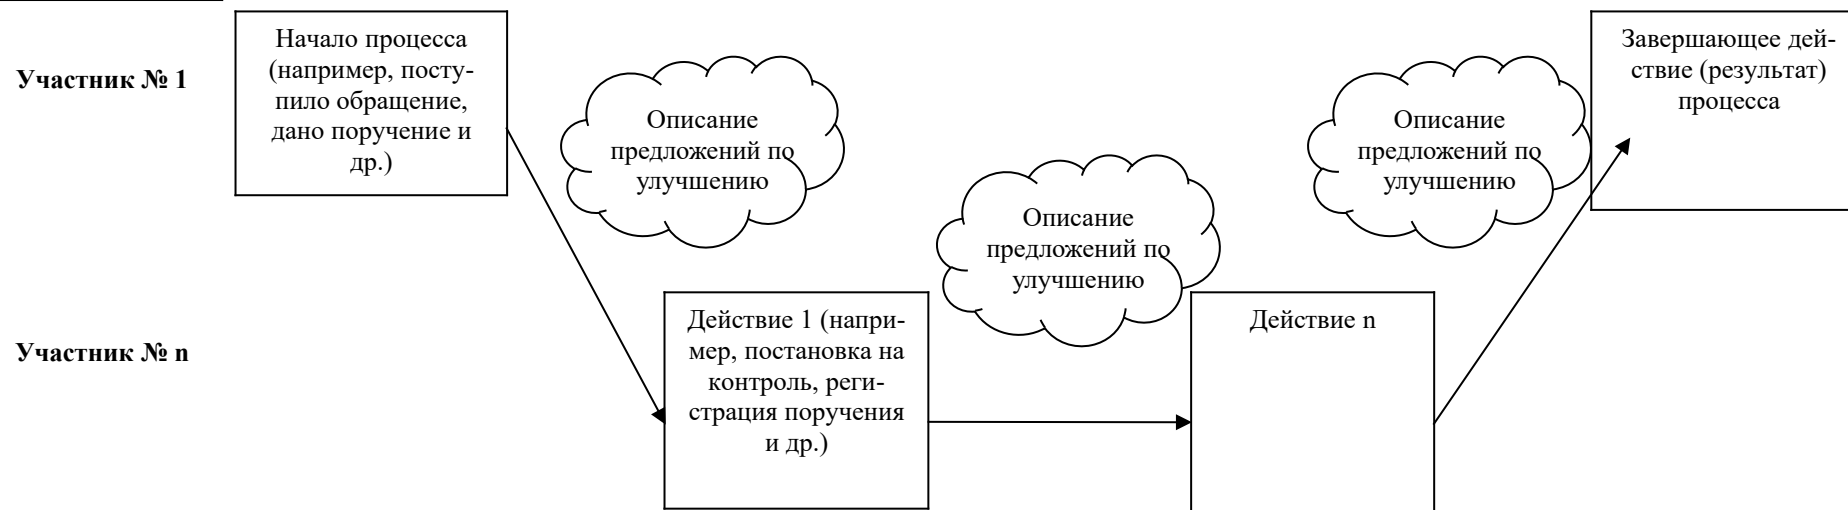 Участник № 1
Начало процесса
(например, посту-
пило обращение,
дано поручение и
др.)
Описание
предложений по
улучшению
Описание
предложений по
улучшению
Описание
предложений по
улучшению
Завершающее дей-
ствие (результат)
процесса
Участник № n
Действие 1 (напри-
мер, постановка на
контроль, реги-
страция поручения
и др.)
Действие n